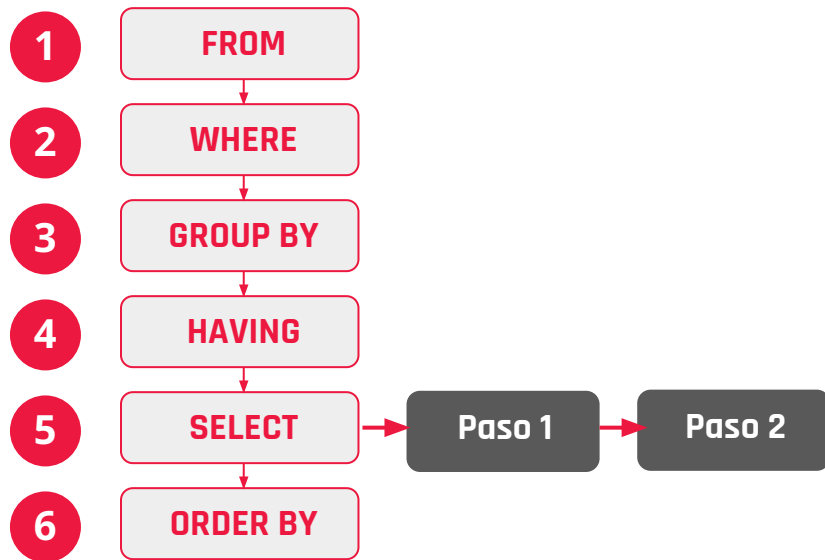 1
FROM
2
WHERE
3
GROUP BY
4
HAVING
5
SELECT
Paso 1
Paso 2
6
ORDER BY